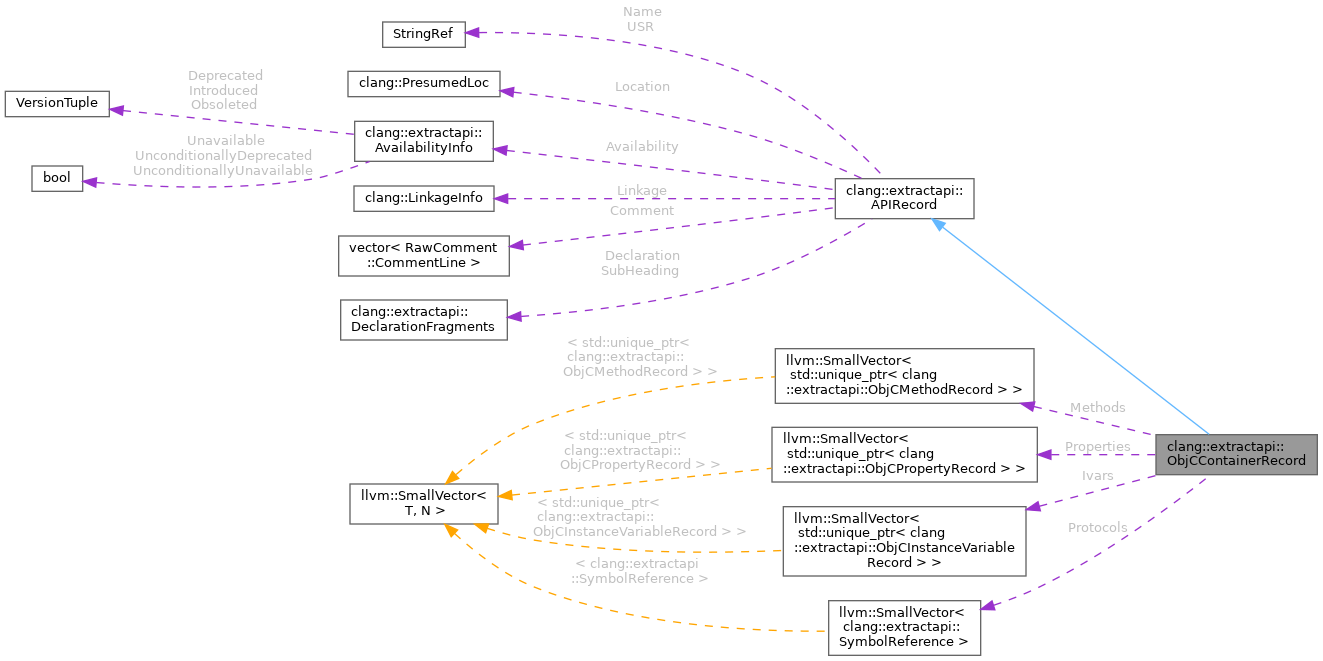 Name
USR
StringRef
clang::PresumedLoc
Location
VersionTuple
Deprecated
Introduced
Obsoleted
clang::extractapi::
AvailabilityInfo
Availability
bool
Unavailable
UnconditionallyDeprecated
UnconditionallyUnavailable
clang::LinkageInfo
Linkage
clang::extractapi::
APIRecord
Comment
vector< RawComment
::CommentLine >
Declaration
SubHeading
clang::extractapi::
DeclarationFragments
< std::unique_ptr<
clang::extractapi::
ObjCMethodRecord > >
llvm::SmallVector<
std::unique_ptr< clang
::extractapi::ObjCMethodRecord > >
Methods
< std::unique_ptr<
clang::extractapi::
ObjCPropertyRecord > >
llvm::SmallVector<
std::unique_ptr< clang
::extractapi::ObjCPropertyRecord > >
Properties
clang::extractapi::
ObjCContainerRecord
Ivars
llvm::SmallVector<
T, N >
< std::unique_ptr<
clang::extractapi::
ObjCInstanceVariableRecord > >
llvm::SmallVector<
std::unique_ptr< clang
::extractapi::ObjCInstanceVariable
Record > >
Protocols
< clang::extractapi
::SymbolReference >
llvm::SmallVector<
clang::extractapi::
SymbolReference >